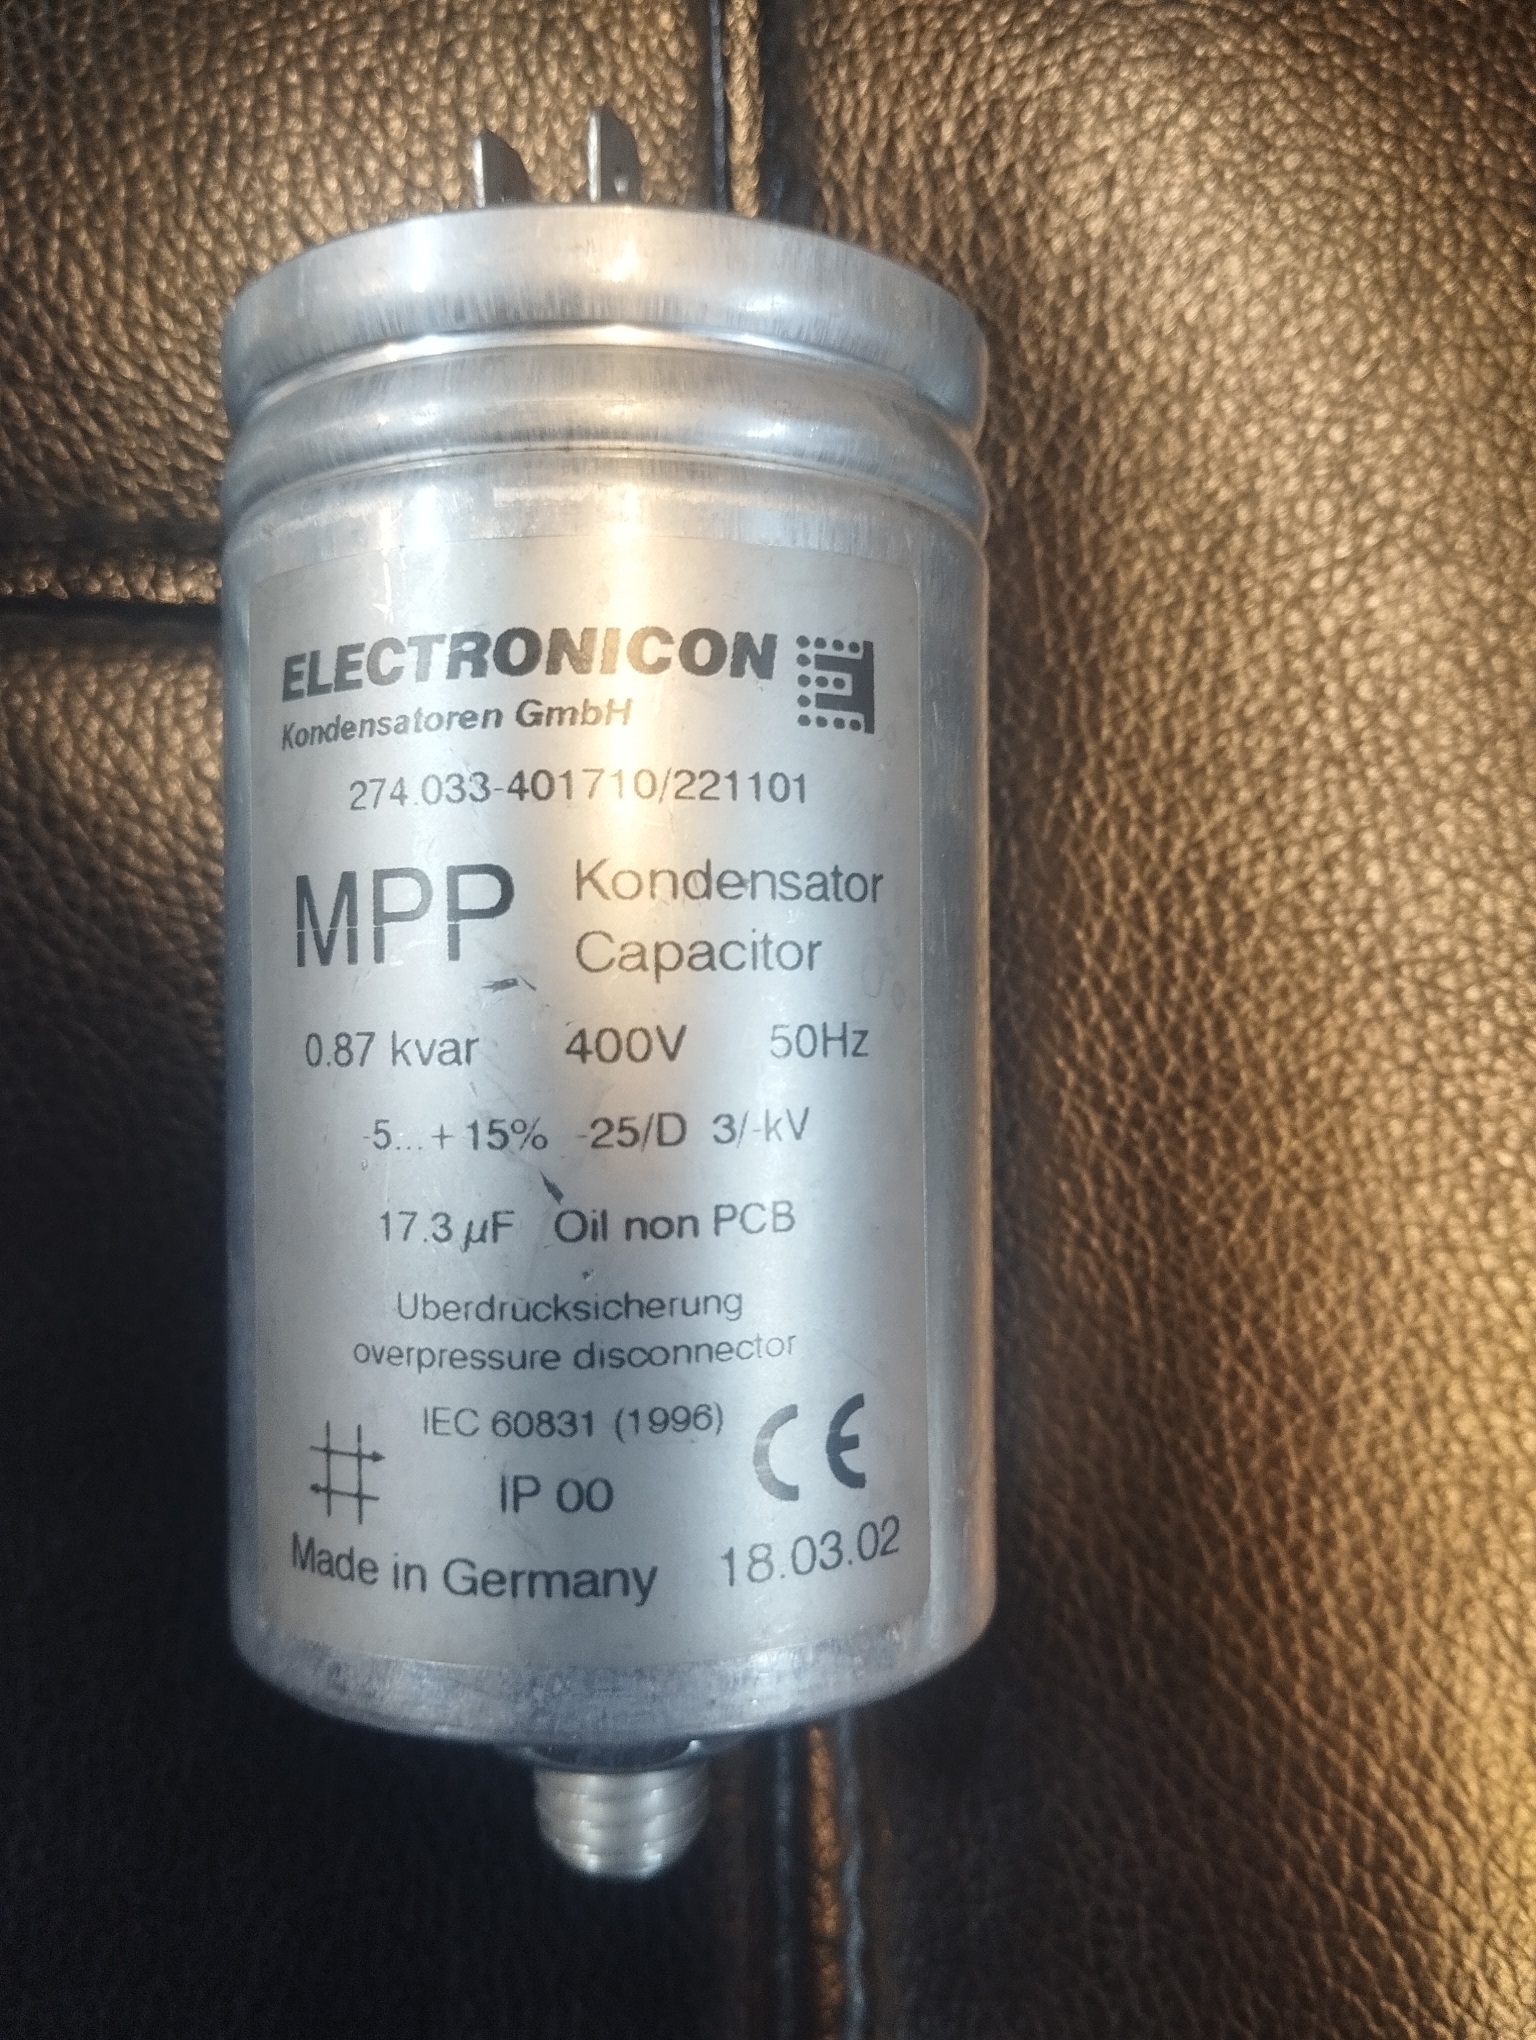 ELECTRONICON
Kondensatoren GmbH
274.033-401710/221101
MPP Kondensator
Capacitor
0.87 kvar 400V 50Hz
-5...+15% -25/D 3/-kV
17.3 µF Oil non PCB
Überdrucksicherung
overpressure disconnector
IEC 60831 (1996)
CE
IP 00
Made in Germany 18.03.02